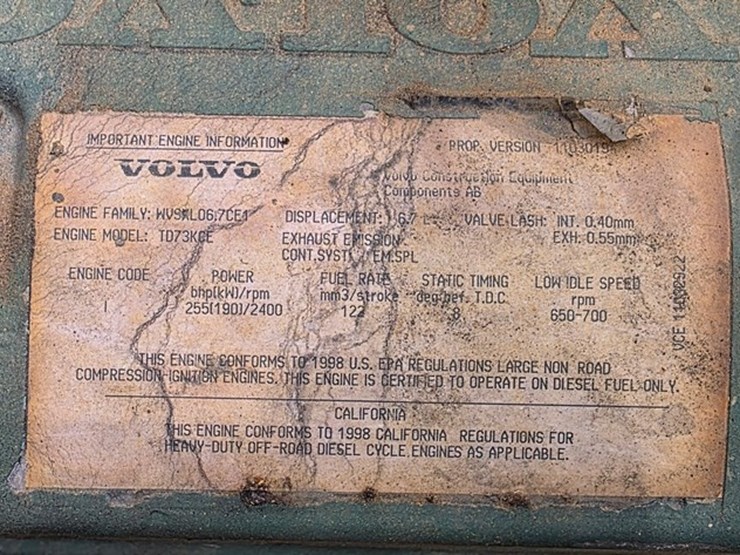 IMPORTANT ENGINE INFORMATION
PROP. VERSION
VOLVO
Volvo Construction Equipment
Components AB
ENGINE FAMILY: WV9XL06.7CE1 DISPLACEMENT: 6.7 VALVE LASH: INT. 0.40mm
ENGINE MODEL: TD73KCE EXHAUST EMISSION EXH. 0.55mm
CONT.SYST. EM.SPL
ENGINE CODE POWER FUEL RATE STATIC TIMING LOW IDLE SPEED
bhp(kW)/rpm mm3/stroke deg bef. T.D.C. rpm
1 255(190)/2400 122 8 650-700
THIS ENGINE CONFORMS TO 1998 U.S. EPA REGULATIONS LARGE NON ROAD
COMPRESSION-IGNITION ENGINES. THIS ENGINE IS CERTIFIED TO OPERATE ON DIESEL FUEL ONLY.
CALIFORNIA
THIS ENGINE CONFORMS TO 1998 CALIFORNIA REGULATIONS FOR
HEAVY-DUTY OFF-ROAD DIESEL CYCLE ENGINES AS APPLICABLE.
VCE